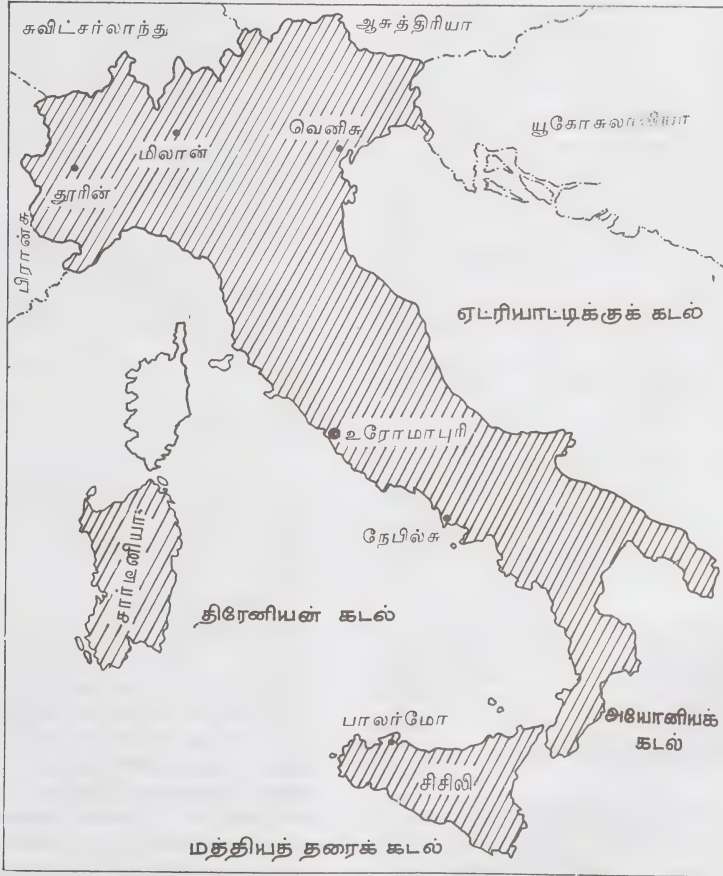 சுவிட்சர்லாந்து
ஆசுத்திரியா
வெனிசு
மிலான்
தூரின்
பிரான்சு
ஏட்ரியாட்டிக்குக் கடல்
உரோமாபுரி
நேபில்சு
சார்டீனியா
திரேனியன் கடல்
பாலர்மோ
அயோனியக்
கடல்
சிசிலி
மத்தியத் தரைக் கடல்